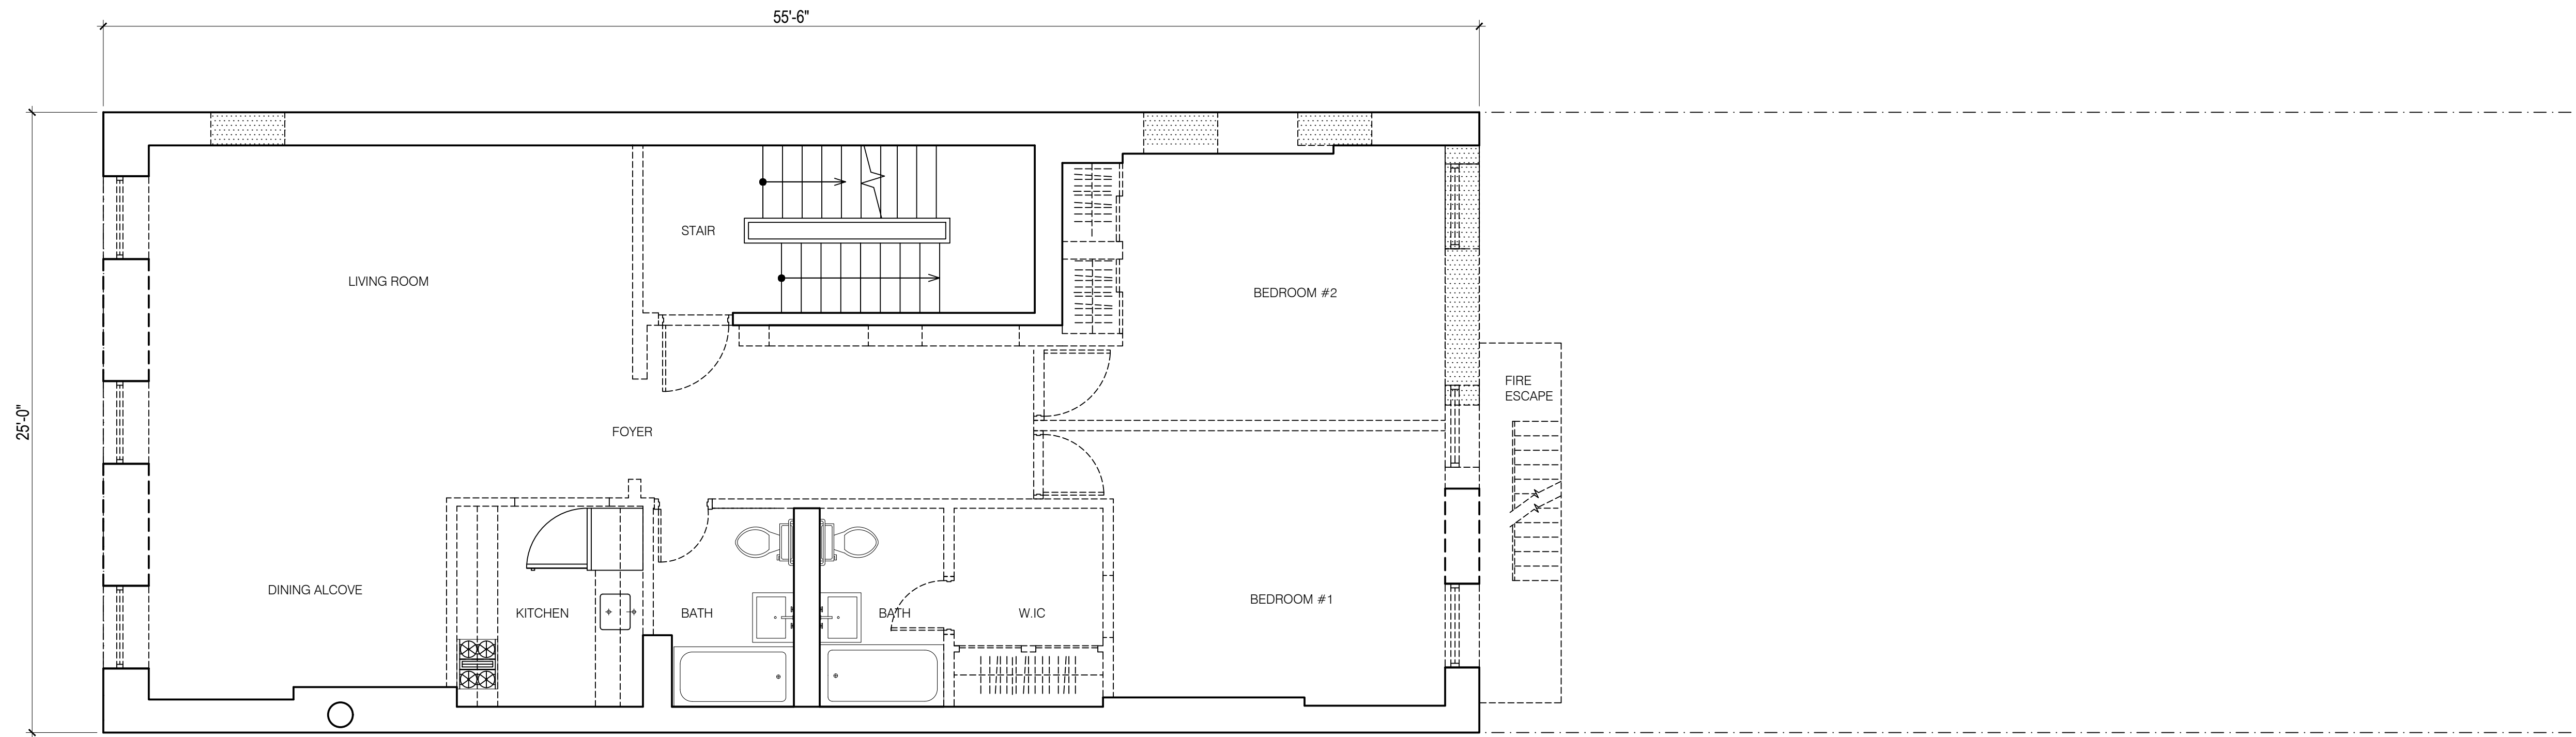 55'-6"
25'-0"
STAIR
LIVING ROOM
BEDROOM #2
FIRE
ESCAPE
FOYER
DINING ALCOVE
KITCHEN
BATH
BATH
W.IC
BEDROOM #1